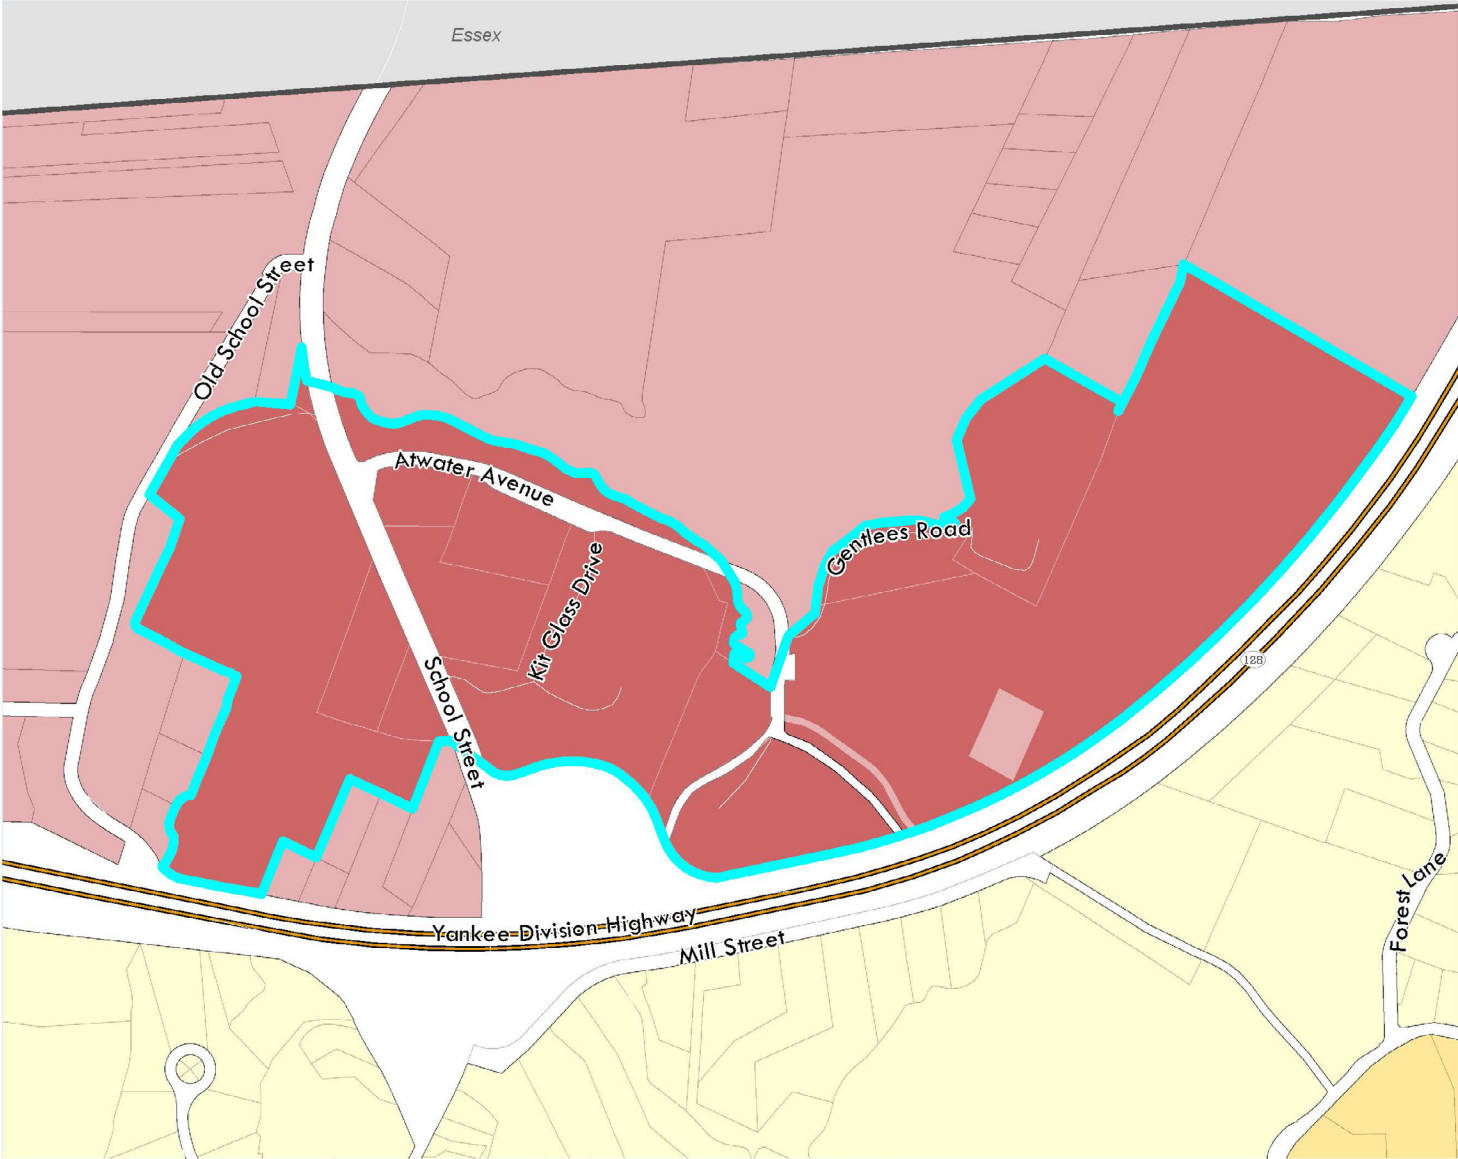 Essex
Old School Street
Atwater Avenue
Gentlees Road
Kit Glass Drive
School Street
128
Forest Lane
Yankee Division Highway
Mill Street